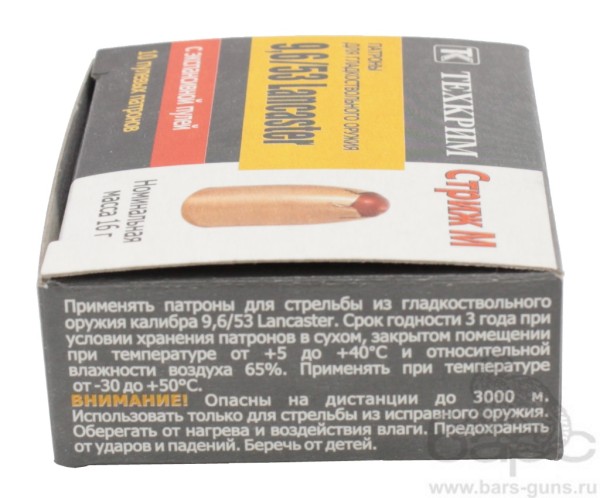 ТЕХКРИМ
Стриж М
ПАТРОНЫ
ДЛЯ ГЛАДКОСТВОЛЬНОГО ОРУЖИЯ
9,6/53 Lancaster
С экспансивной пулей
10 пулевых патронов
Номинальная
масса 16 г
Применять патроны для стрельбы из гладкоствольного
оружия калибра 9,6/53 Lancaster. Срок годности 3 года при
условии хранения патронов в сухом, закрытом помещении
при температуре от +5 до +40°С и относительной
влажности воздуха 65%. Применять при температуре
от -30 до +50°С.
ВНИМАНИЕ! Опасны на дистанции до 3000 м.
Использовать только для стрельбы из исправного оружия.
Оберегать от нагрева и воздействия влаги. Предохранять
от ударов и падений. Беречь от детей.
барс
www.bars-guns.ru